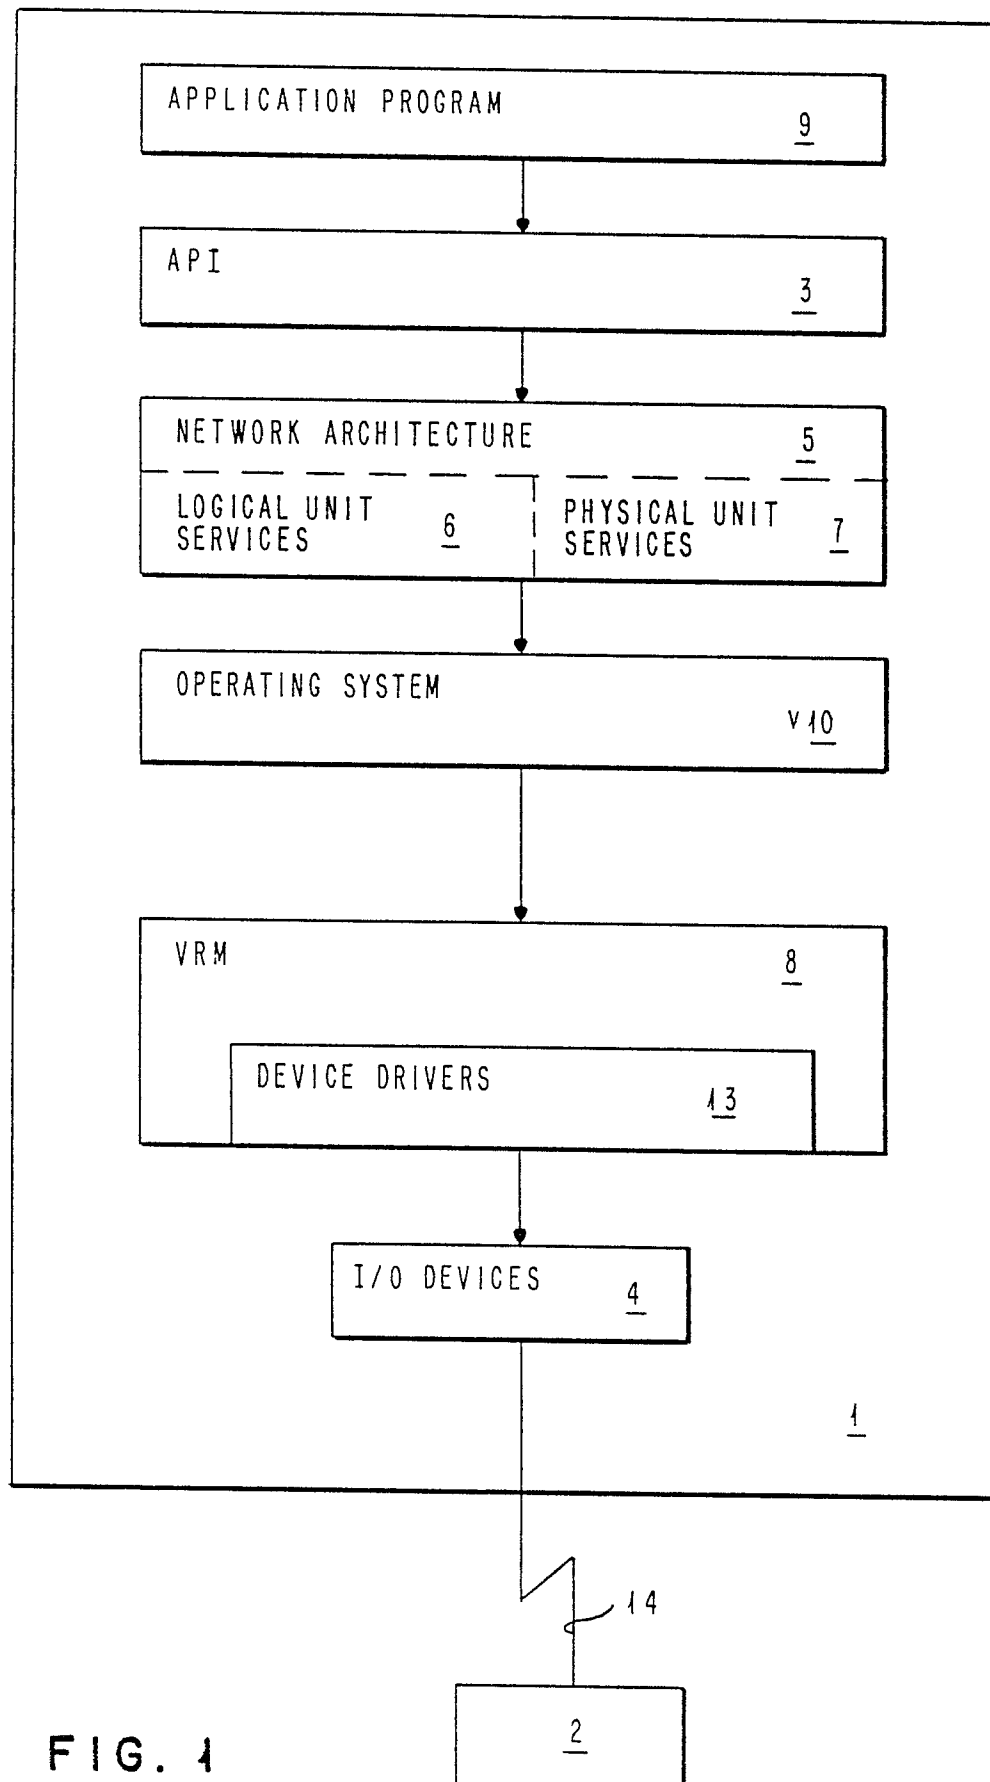 APPLICATION PROGRAM
9
API
3
NETWORK ARCHITECTURE
5
LOGICAL UNIT
SERVICES
6
PHYSICAL UNIT
SERVICES
7
OPERATING SYSTEM
v 10
VRM
8
DEVICE DRIVERS
13
I/O DEVICES
4
1
14
2
FIG. 1